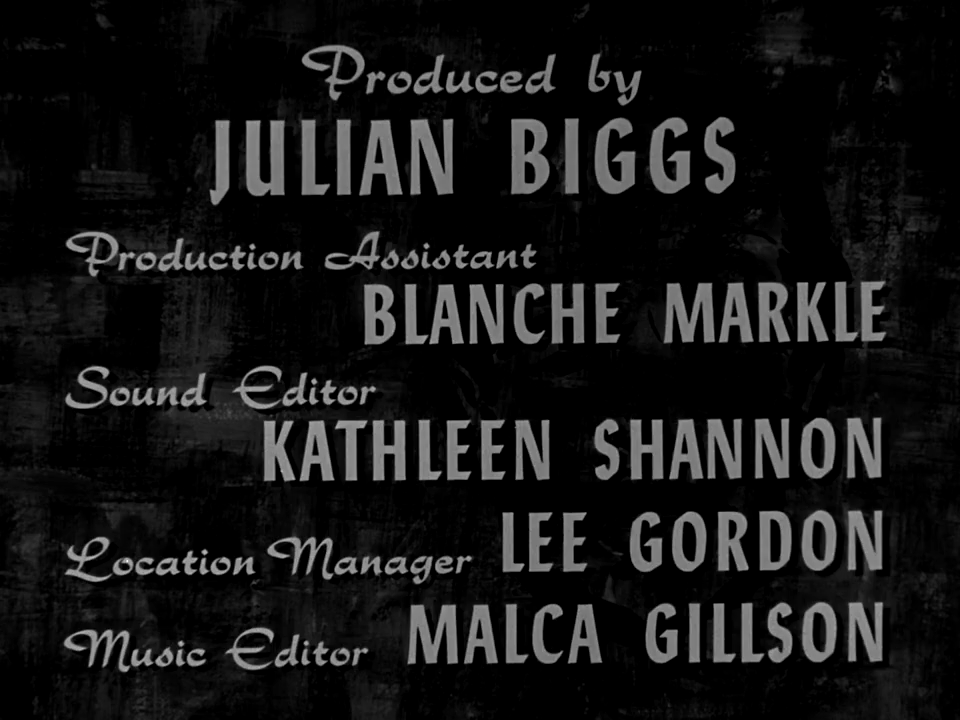 Produced by
JULIAN BIGGS
Production Assistant
BLANCHE MARKLE
Sound Editor
KATHLEEN SHANNON
Location Manager LEE GORDON
Music Editor MALCA GILLSON